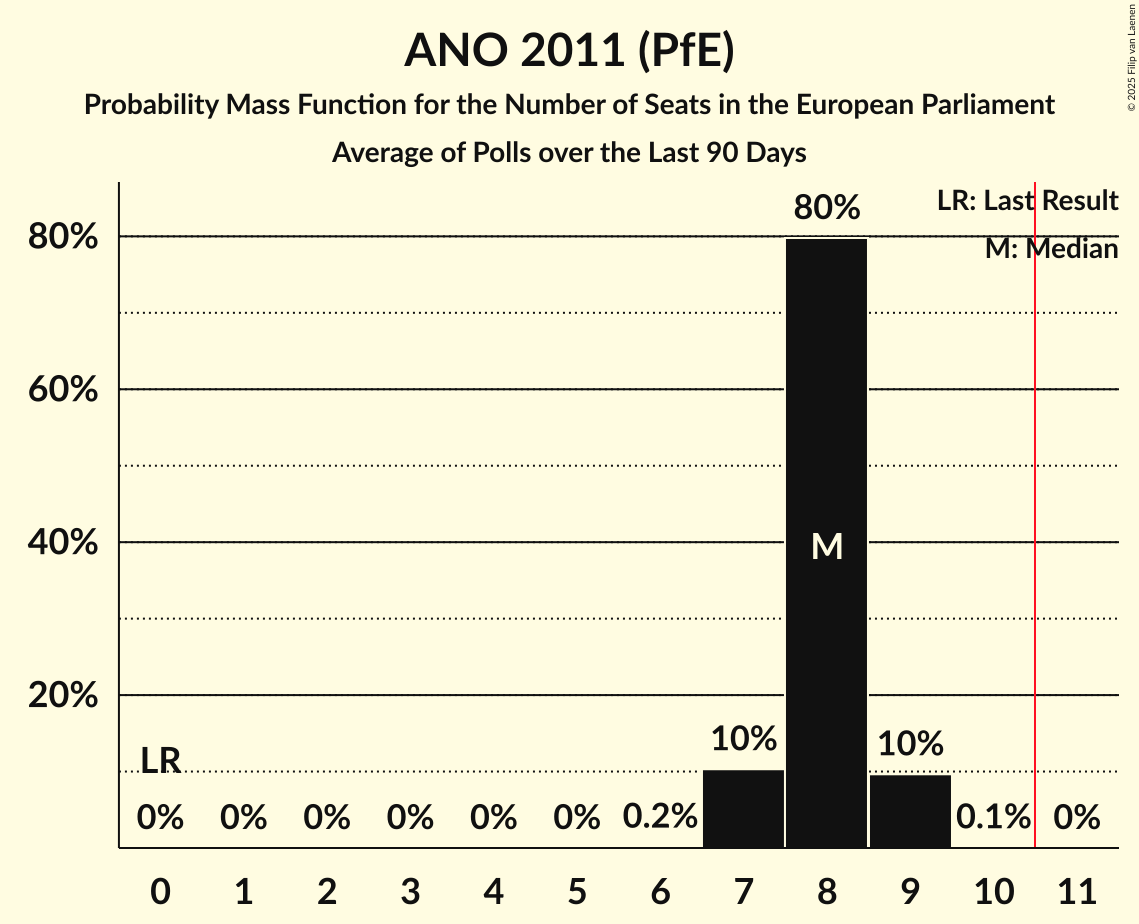 ANO 2011 (PfE)
Probability Mass Function for the Number of Seats in the European Parliament
Average of Polls over the Last 90 Days
© 2025 Filip van Laenen
LR: Last Result
M: Median
80%
60%
40%
20%
LR
M
0% 0% 0% 0% 0% 0% 0.2% 10% 80% 10% 0.1% 0%
0 1 2 3 4 5 6 7 8 9 10 11